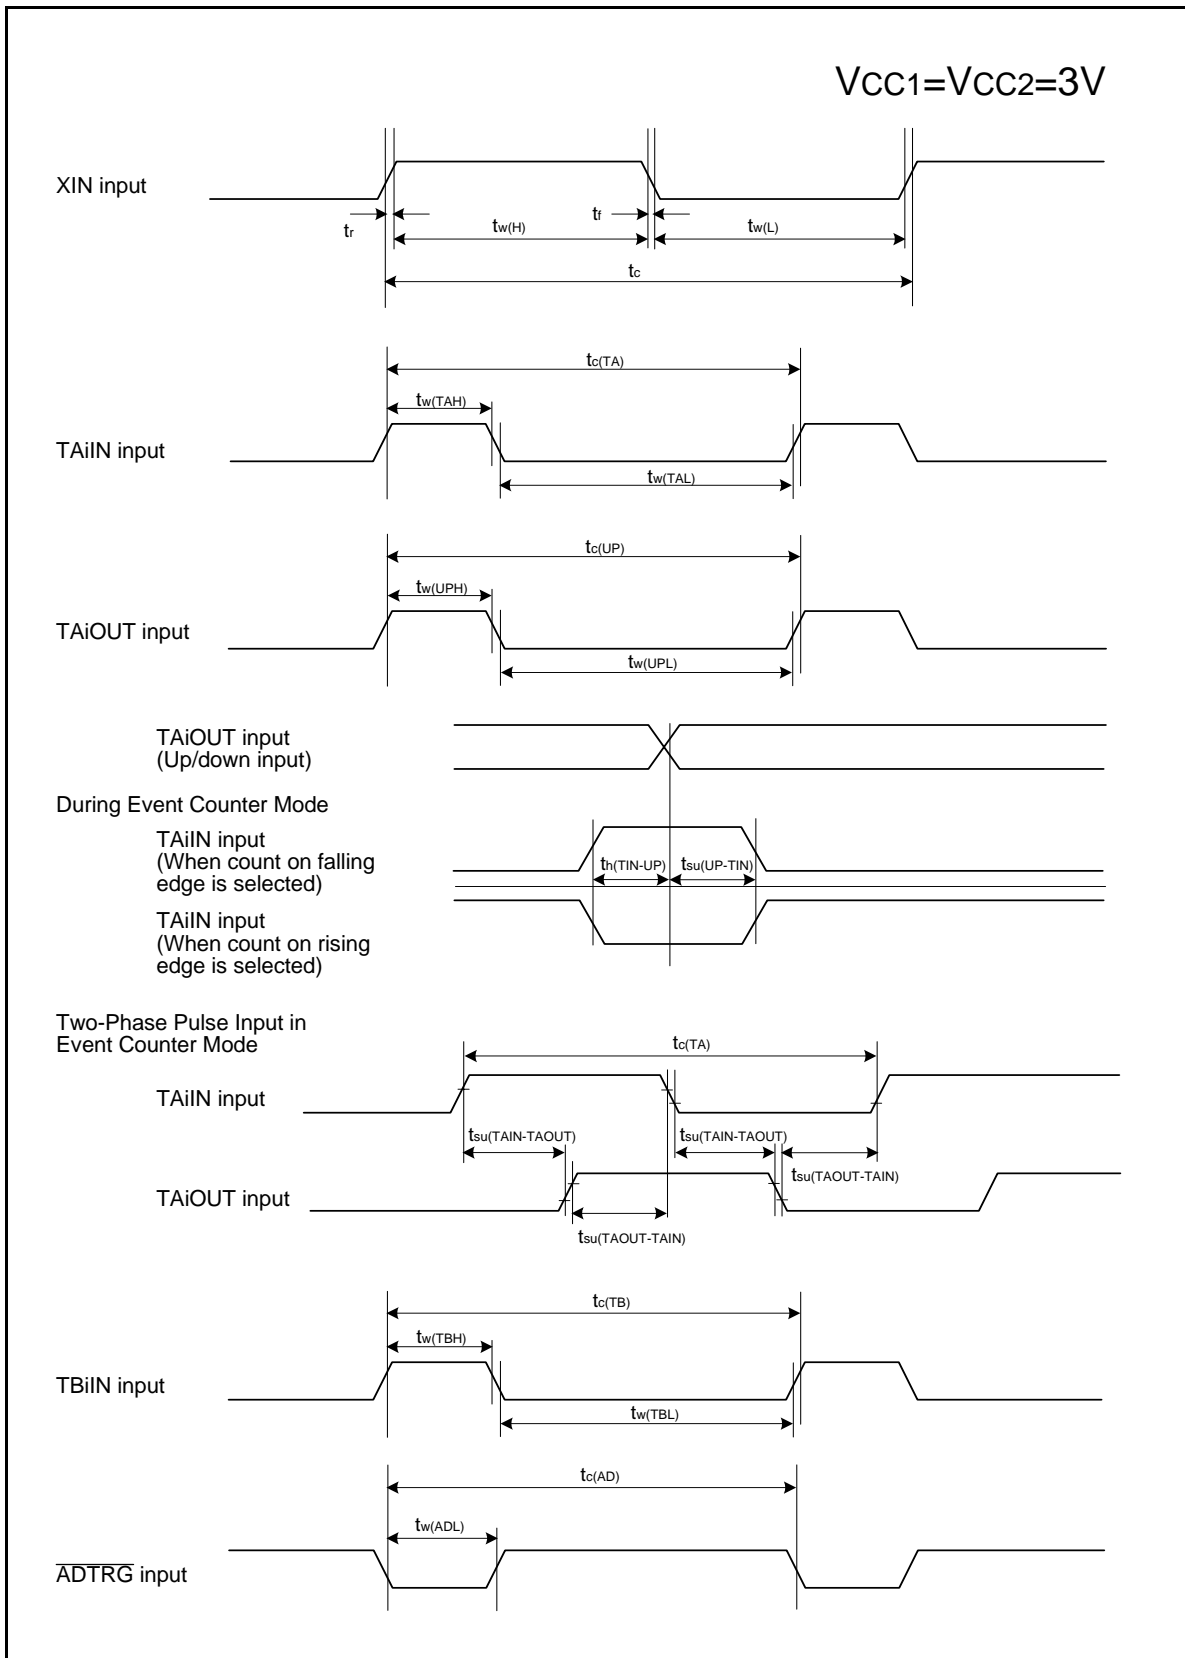 VCC1=VCC2=3V
XIN input
tr
tw(H)
tf
tw(L)
tc
tc(TA)
tw(TAH)
TAiIN input
tw(TAL)
tc(UP)
tw(UPH)
TAiOUT input
tw(UPL)
TAiOUT input
(Up/down input)
During Event Counter Mode
TAiIN input
(When count on falling
edge is selected)
th(TIN-UP)
tsu(UP-TIN)
TAiIN input
(When count on rising
edge is selected)
Two-Phase Pulse Input in
Event Counter Mode
tc(TA)
TAiIN input
tsu(TAIN-TAOUT)
tsu(TAIN-TAOUT)
tsu(TAOUT-TAIN)
TAiOUT input
tsu(TAOUT-TAIN)
tc(TB)
tw(TBH)
TBiIN input
tw(TBL)
tc(AD)
tw(ADL)
ADTRG input